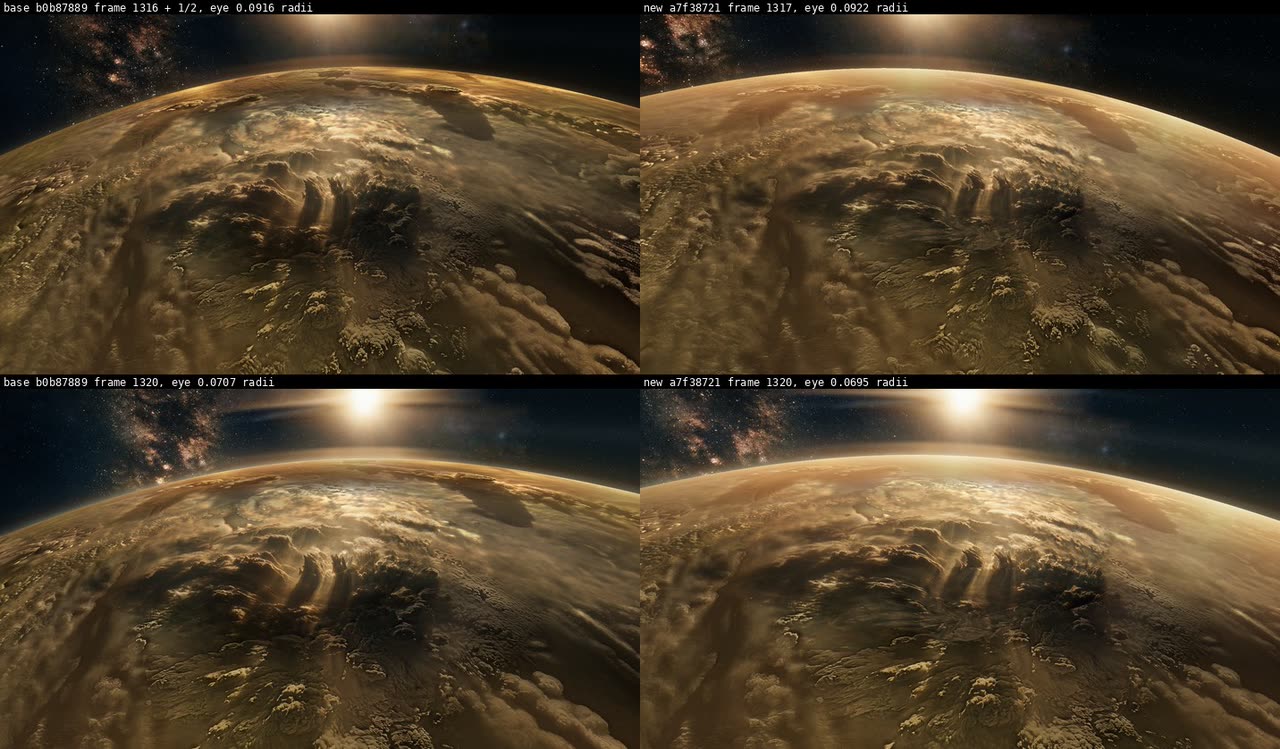 base b0b87889 frame 1316 + 1/2, eye 0.0916 radii
new a7f38721 frame 1317, eye 0.0922 radii
base b0b87889 frame 1320, eye 0.0707 radii
new a7f38721 frame 1320, eye 0.0695 radii